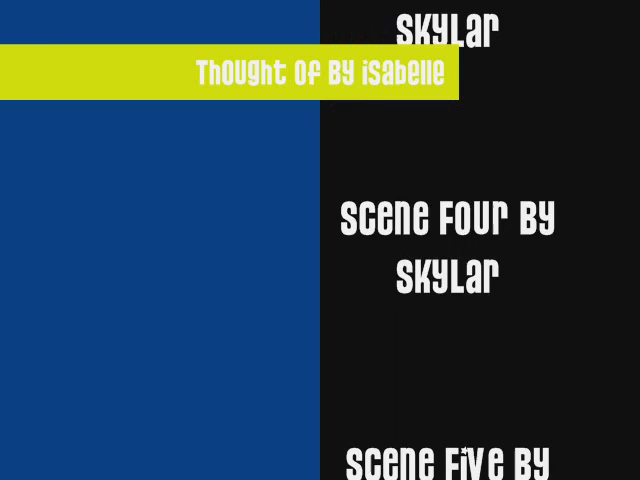 SKYLAR
Thought Of By isabelle
Scene Four By
Skylar
Scene Five By